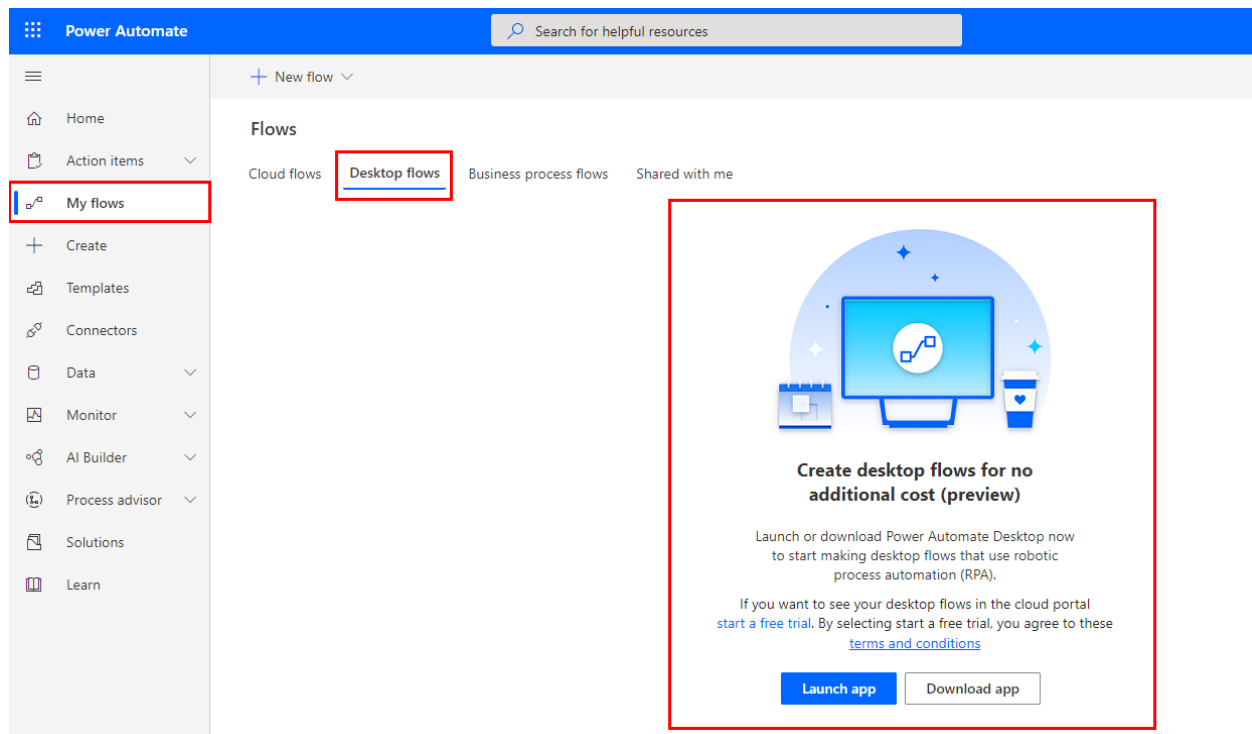 Power Automate
Search for helpful resources
New flow
Home
Action items
My flows
Create
Templates
Connectors
Data
Monitor
AI Builder
Process advisor
Solutions
Learn
Flows
Cloud flows Desktop flows Business process flows Shared with me
Create desktop flows for no
additional cost (preview)
Launch or download Power Automate Desktop now
to start making desktop flows that use robotic
process automation (RPA).
If you want to see your desktop flows in the cloud portal
start a free trial. By selecting start a free trial, you agree to these
terms and conditions
Launch app Download app